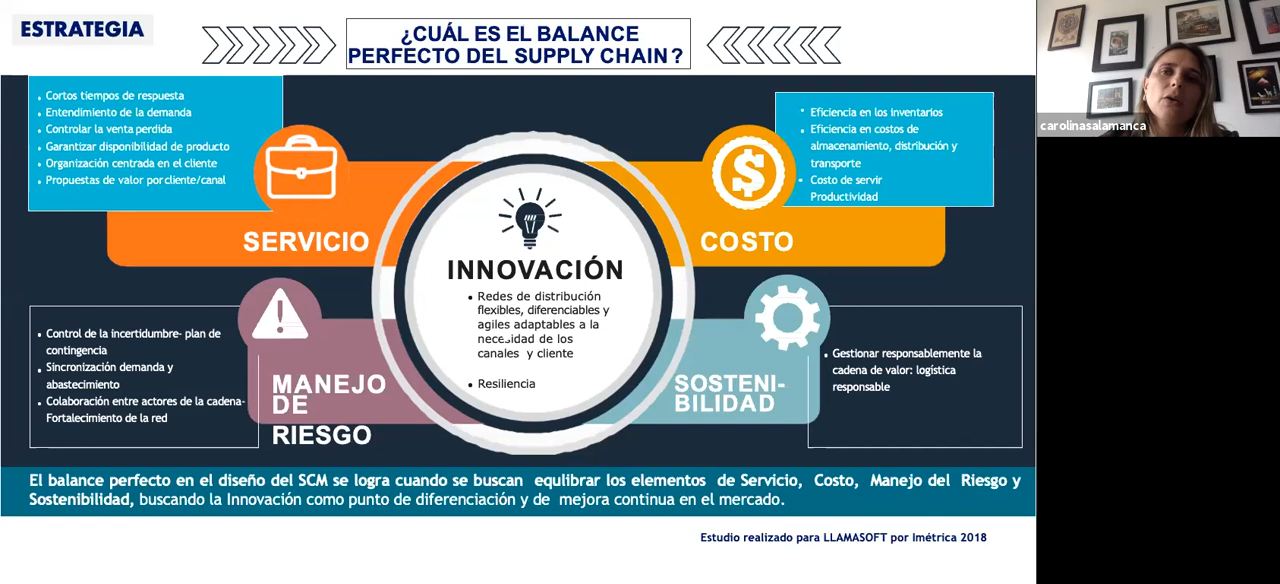 ESTRATEGIA
¿CUÁL ES EL BALANCE
PERFECTO DEL SUPPLY CHAIN ?
• Cortos tiempos de respuesta
• Entendimiento de la demanda
• Controlar la venta perdida
• Garantizar disponibilidad de producto
• Organización centrada en el cliente
• Propuestas de valor por cliente/canal
SERVICIO
• Eficiencia en los inventarios
• Eficiencia en costos de
almacenamiento, distribución y
transporte
• Costo de servir
Productividad
COSTO
INNOVACIÓN
• Redes de distribución
flexibles, diferenciables y
agiles adaptables a la
necesidad de los
canales y cliente
• Resiliencia
• Control de la incertidumbre- plan de
contingencia
• Sincronización demanda y
abastecimiento
• Colaboración entre actores de la cadena-
Fortalecimiento de la red
MANEJO
DE
RIESGO
SOSTENI-
BILIDAD
• Gestionar responsablemente la
cadena de valor: logística
responsable
El balance perfecto en el diseño del SCM se logra cuando se buscan equlibrar los elementos de Servicio, Costo, Manejo del Riesgo y
Sostenibilidad, buscando la Innovación como punto de diferenciación y de mejora continua en el mercado.
Estudio realizado para LLAMASOFT por Imétrica 2018
carolinasalamanca